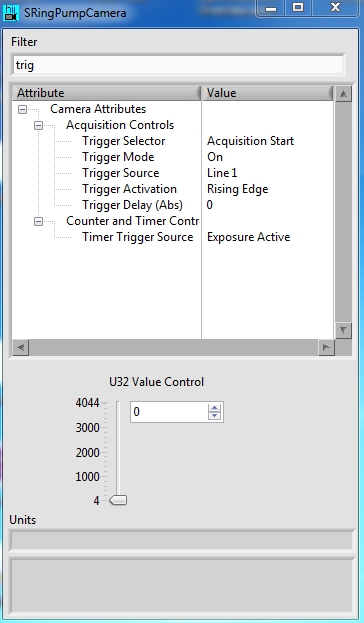 SRingPumpCamera
Filter
trig
Attribute Value
Camera Attributes
Acquisition Controls
Trigger Selector Acquisition Start
Trigger Mode On
Trigger Source Line 1
Trigger Activation Rising Edge
Trigger Delay (Abs) 0
Counter and Timer Contr
Timer Trigger Source Exposure Active
U32 Value Control
4044 0
3000
2000
1000
4
Units